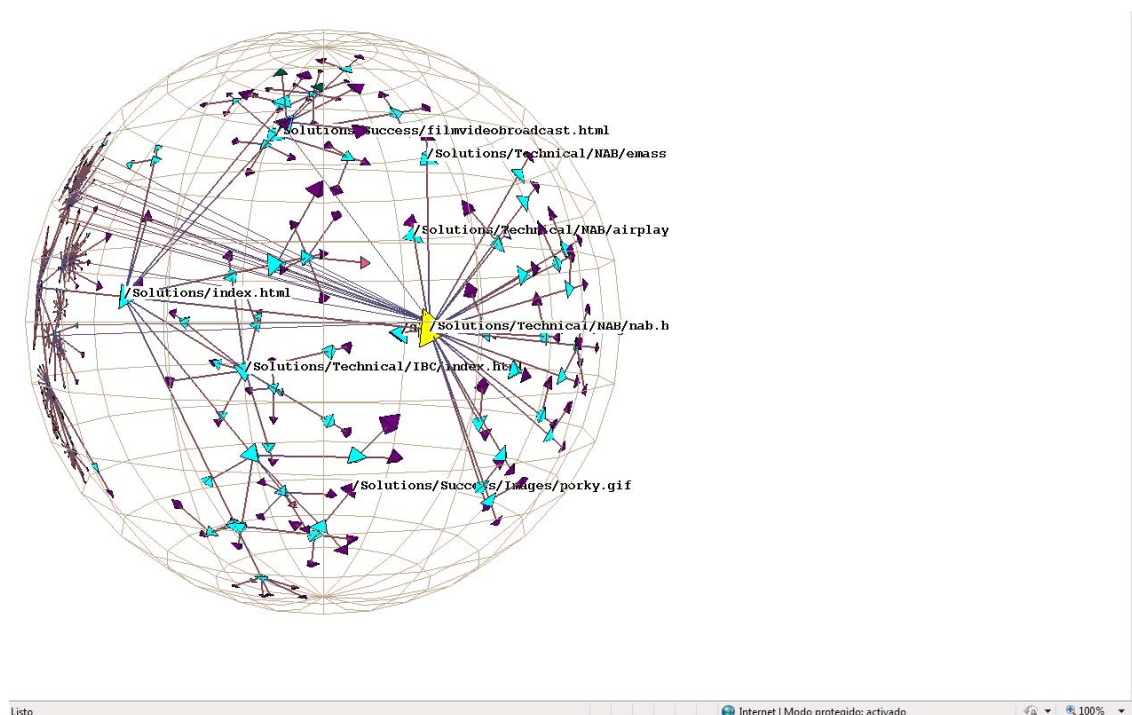 /Solutions/Success/filmvideobroadcast.html
/Solutions/Technical/NAB/emass
/Solutions/Technical/NAB/airplay
/Solutions/index.html
/Solutions/Technical/NAB/nab.h
/Solutions/Technical/IBC/index.html
/Solutions/Success/Images/porky.gif
Listo
Internet | Modo protegido: activado
100%